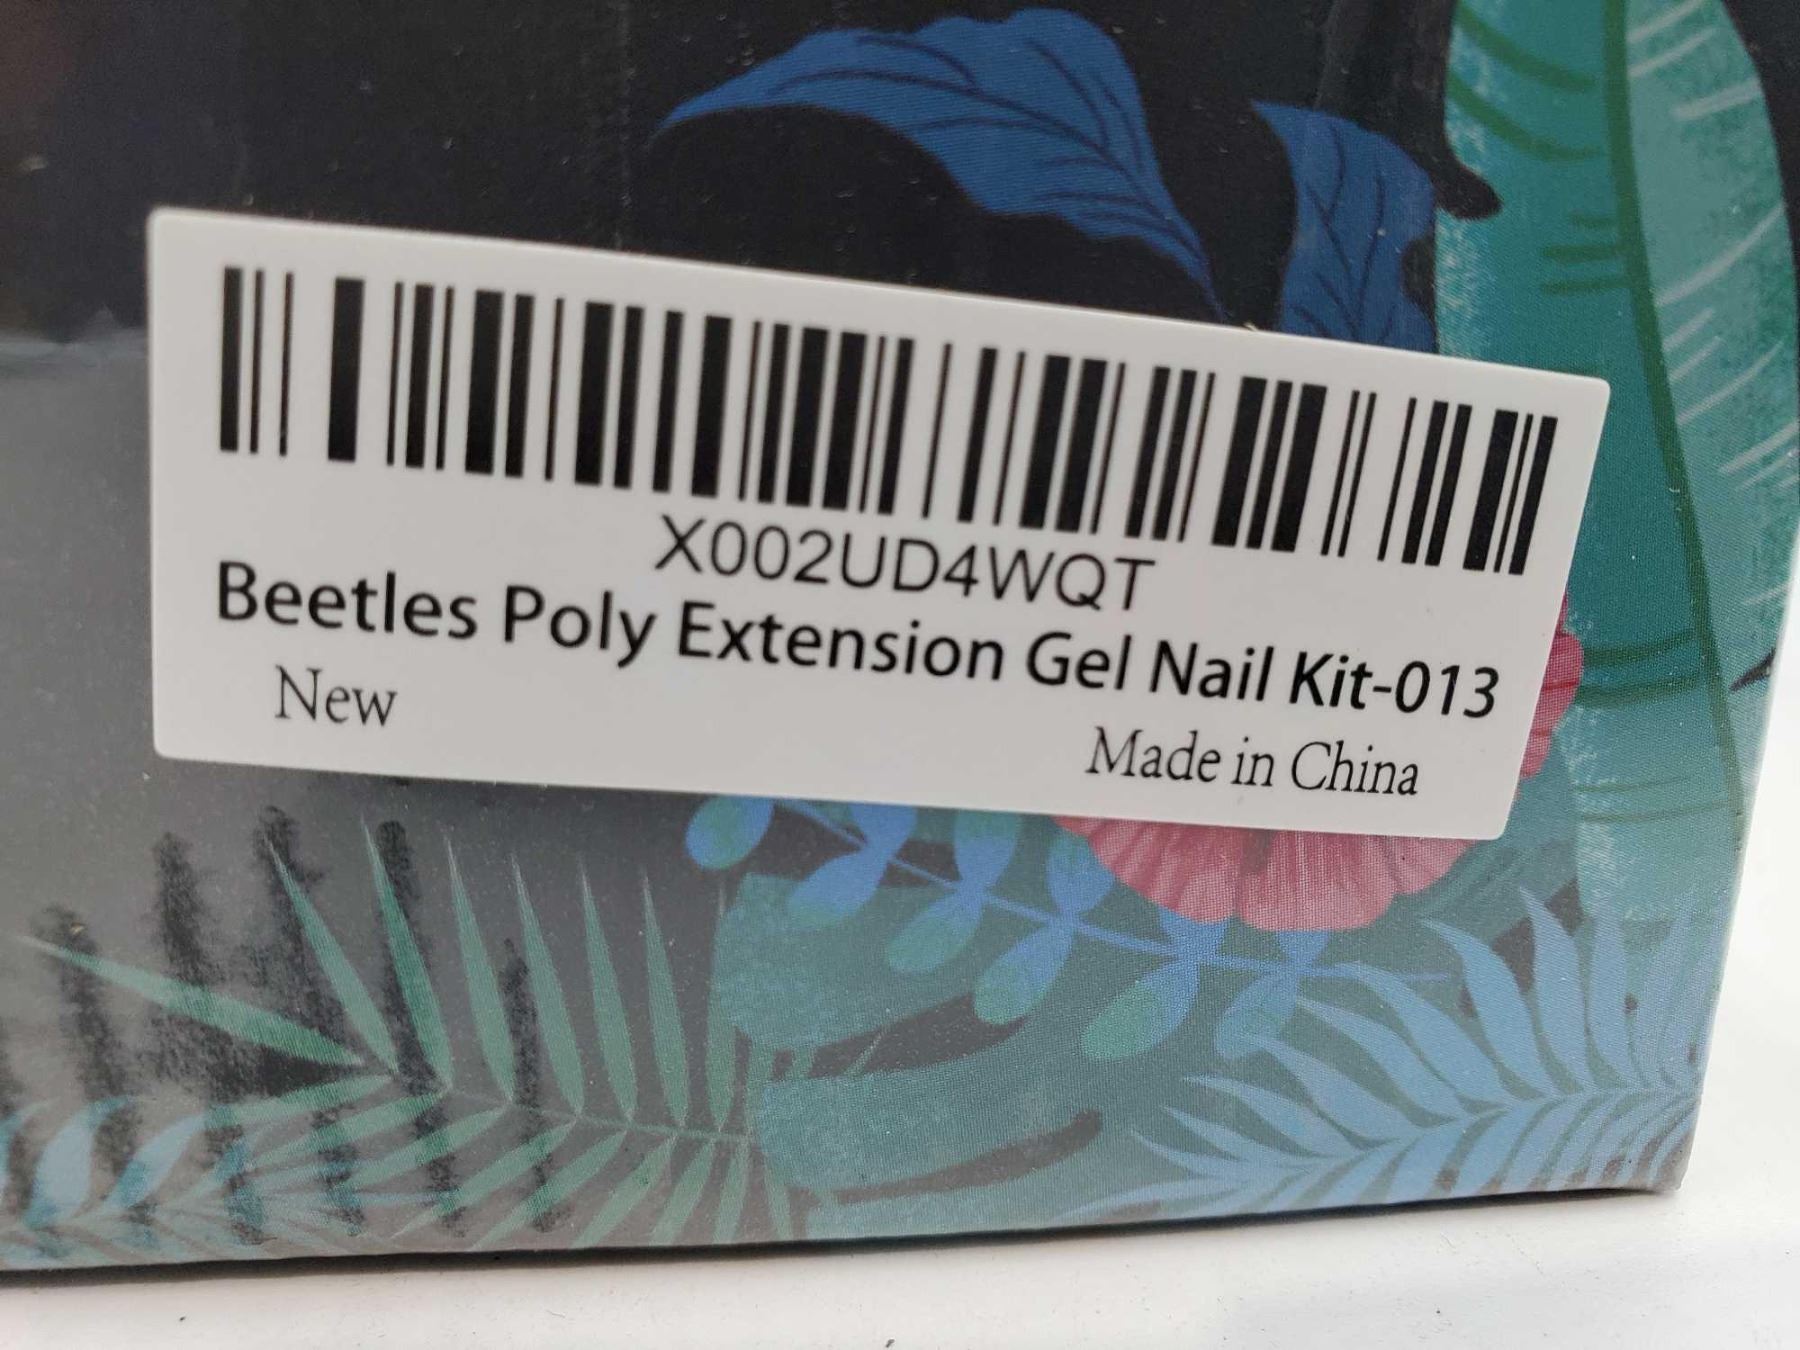 X002UD4WQT
Beetles Poly Extension Gel Nail Kit-013
New
Made in China